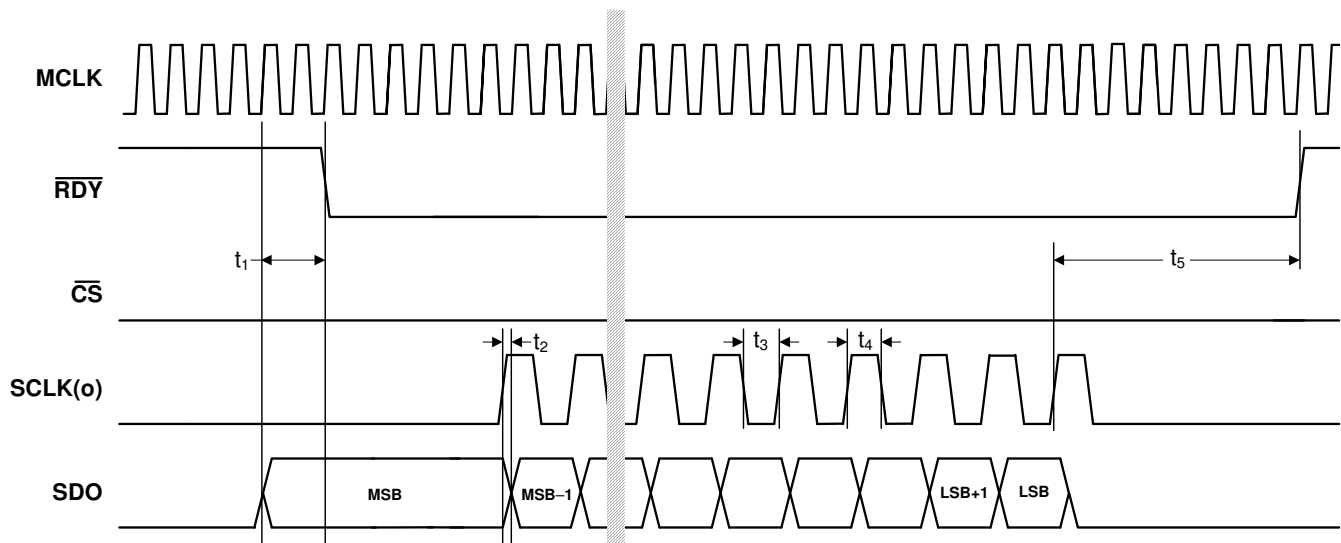 MCLK
RDY
t1
t5
CS
t2
t3
t4
SCLK(o)
SDO
MSB
MSB–1
LSB+1
LSB